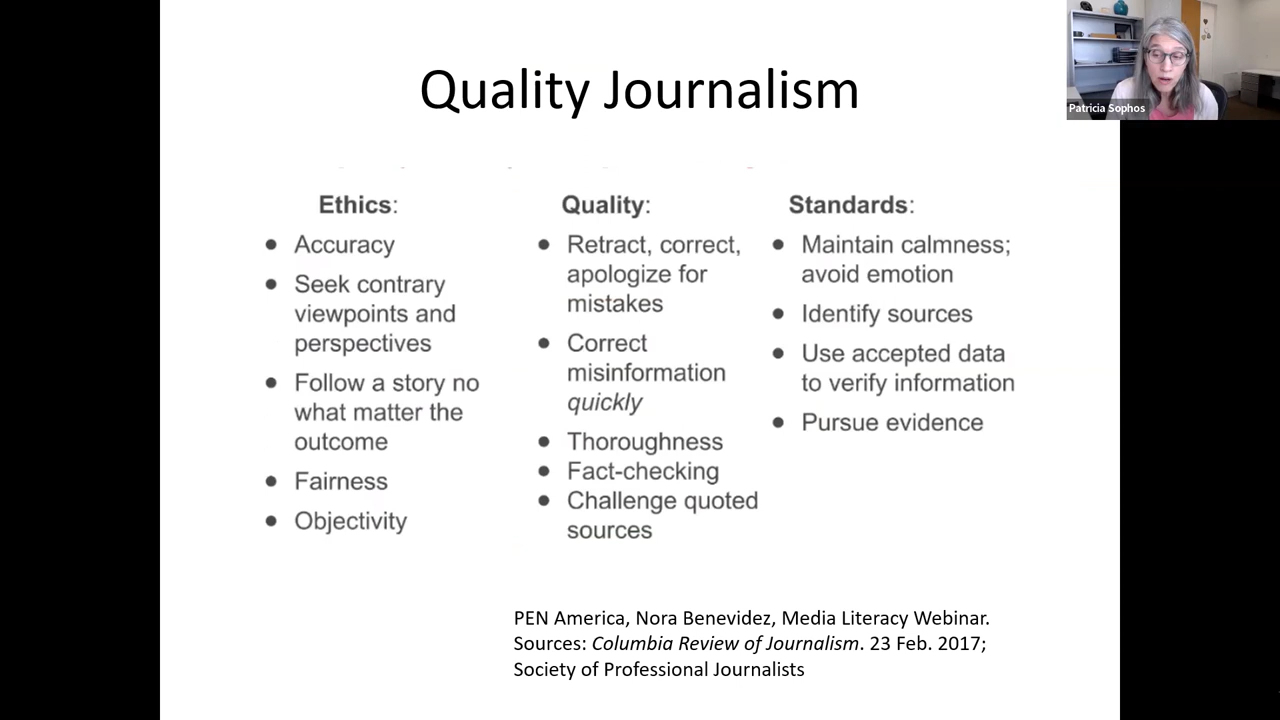 Quality Journalism
Patricia Sophos
Ethics:
Accuracy
Seek contrary
viewpoints and
perspectives
Follow a story no
what matter the
outcome
Fairness
Objectivity
Quality:
Retract, correct,
apologize for
mistakes
Correct
misinformation
quickly
Thoroughness
Fact-checking
Challenge quoted
sources
Standards:
Maintain calmness;
avoid emotion
Identify sources
Use accepted data
to verify information
Pursue evidence
PEN America, Nora Benevidez, Media Literacy Webinar.
Sources: Columbia Review of Journalism. 23 Feb. 2017;
Society of Professional Journalists